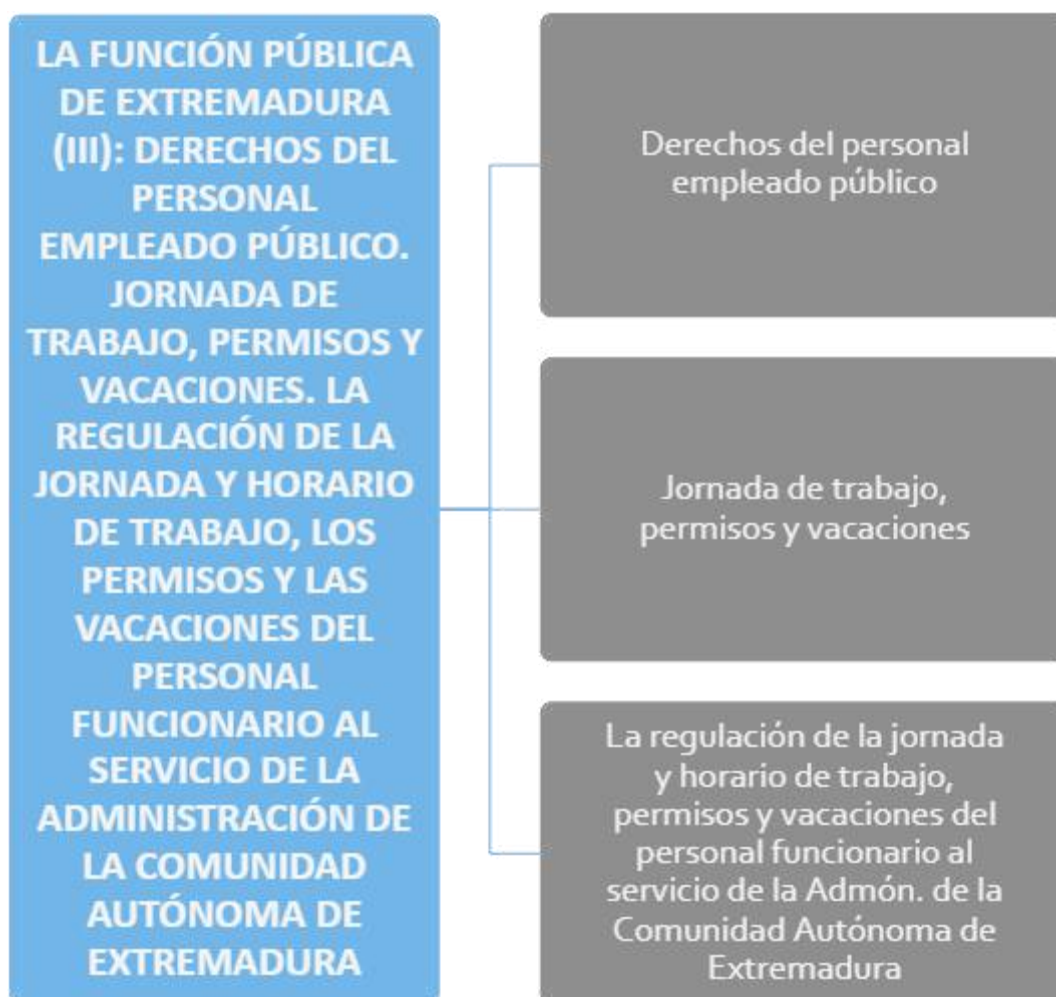 LA FUNCIÓN PÚBLICA
DE EXTREMADURA
(III): DERECHOS DEL
PERSONAL
EMPLEADO PÚBLICO.
JORNADA DE
TRABAJO, PERMISOS Y
VACACIONES. LA
REGULACIÓN DE LA
JORNADA Y HORARIO
DE TRABAJO, LOS
PERMISOS Y LAS
VACACIONES DEL
PERSONAL
FUNCIONARIO AL
SERVICIO DE LA
ADMINISTRACIÓN DE
LA COMUNIDAD
AUTÓNOMA DE
EXTREMADURA
Derechos del personal
empleado público
Jornada de trabajo,
permisos y vacaciones
La regulación de la jornada
y horario de trabajo,
permisos y vacaciones del
personal funcionario al
servicio de la Admón. de la
Comunidad Autónoma de
Extremadura